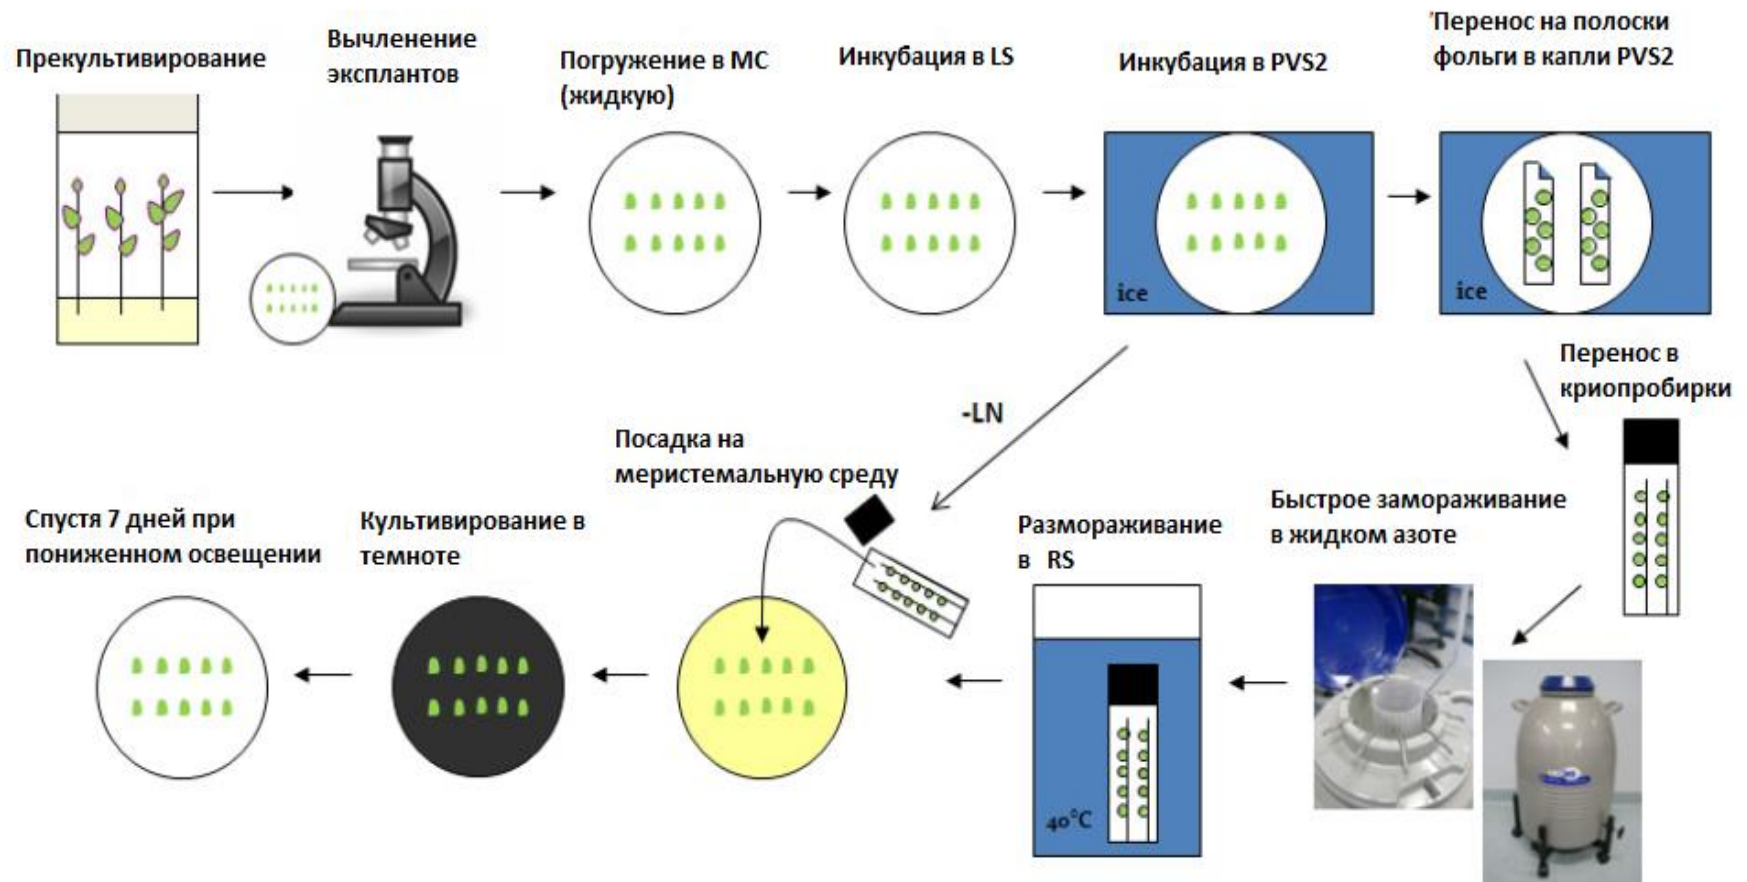 Прекультивирование
Вычленение
эксплантов
Погружение в МС
(жидкую)
Инкубация в LS
Инкубация в PVS2
'Перенос на полоски
фольги в капли PVS2
ice
ice
Перенос в
криопробирки
-LN
Посадка на
меристемальную среду
Быстрое замораживание
в жидком азоте
Размораживание
в RS
Спустя 7 дней при
пониженном освещении
Культивирование в
темноте
40°C